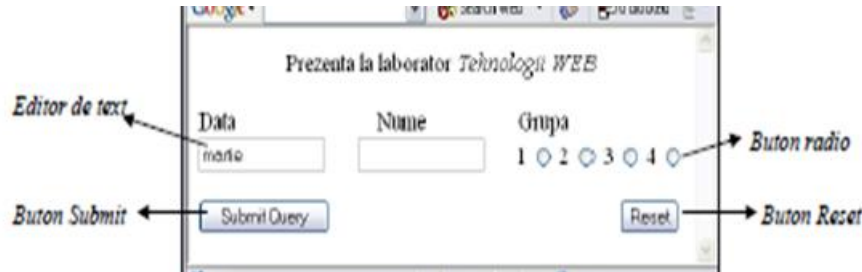 Google
Search Web
Prezenta la laborator Tehnologii WEB
Editor de text
Data Nume Grupa
martie 1 2 3 4
Buton radio
Buton Submit Submit Query Reset Buton Reset